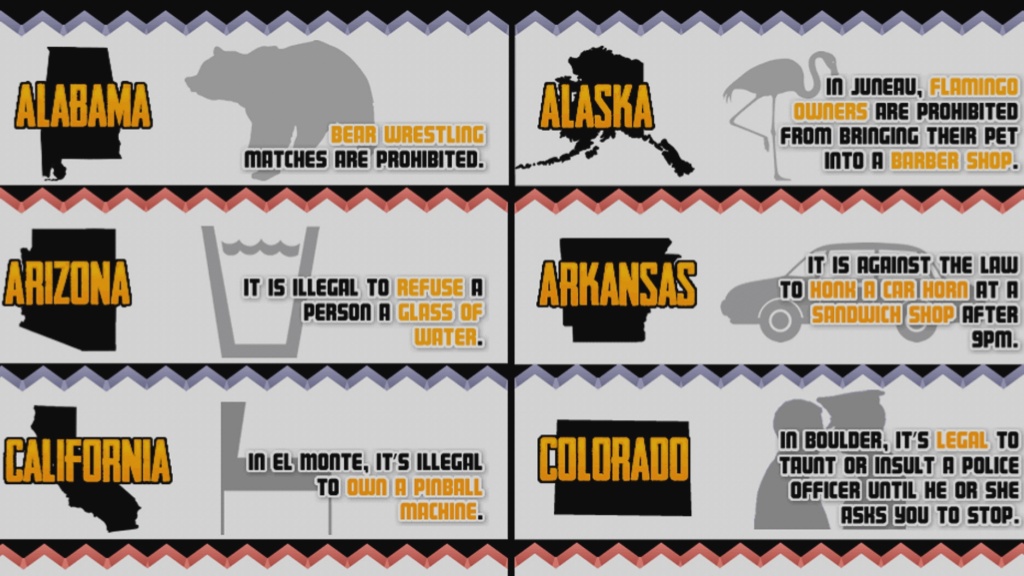 ALABAMA
BEAR WRESTLING
MATCHES ARE PROHIBITED.
ALASKA
IN JUNEAU, FLAMINGO
OWNERS ARE PROHIBITED
FROM BRINGING THEIR PET
INTO A BARBER SHOP.
ARIZONA
IT IS ILLEGAL TO REFUSE A
PERSON A GLASS OF
WATER.
ARKANSAS
IT IS AGAINST THE LAW
TO HONK A CAR HORN AT A
SANDWICH SHOP AFTER
9PM.
CALIFORNIA
IN EL MONTE, IT'S ILLEGAL
TO OWN A PINBALL
MACHINE.
COLORADO
IN BOULDER, IT'S LEGAL TO
TAUNT OR INSULT A POLICE
OFFICER UNTIL HE OR SHE
ASKS YOU TO STOP.